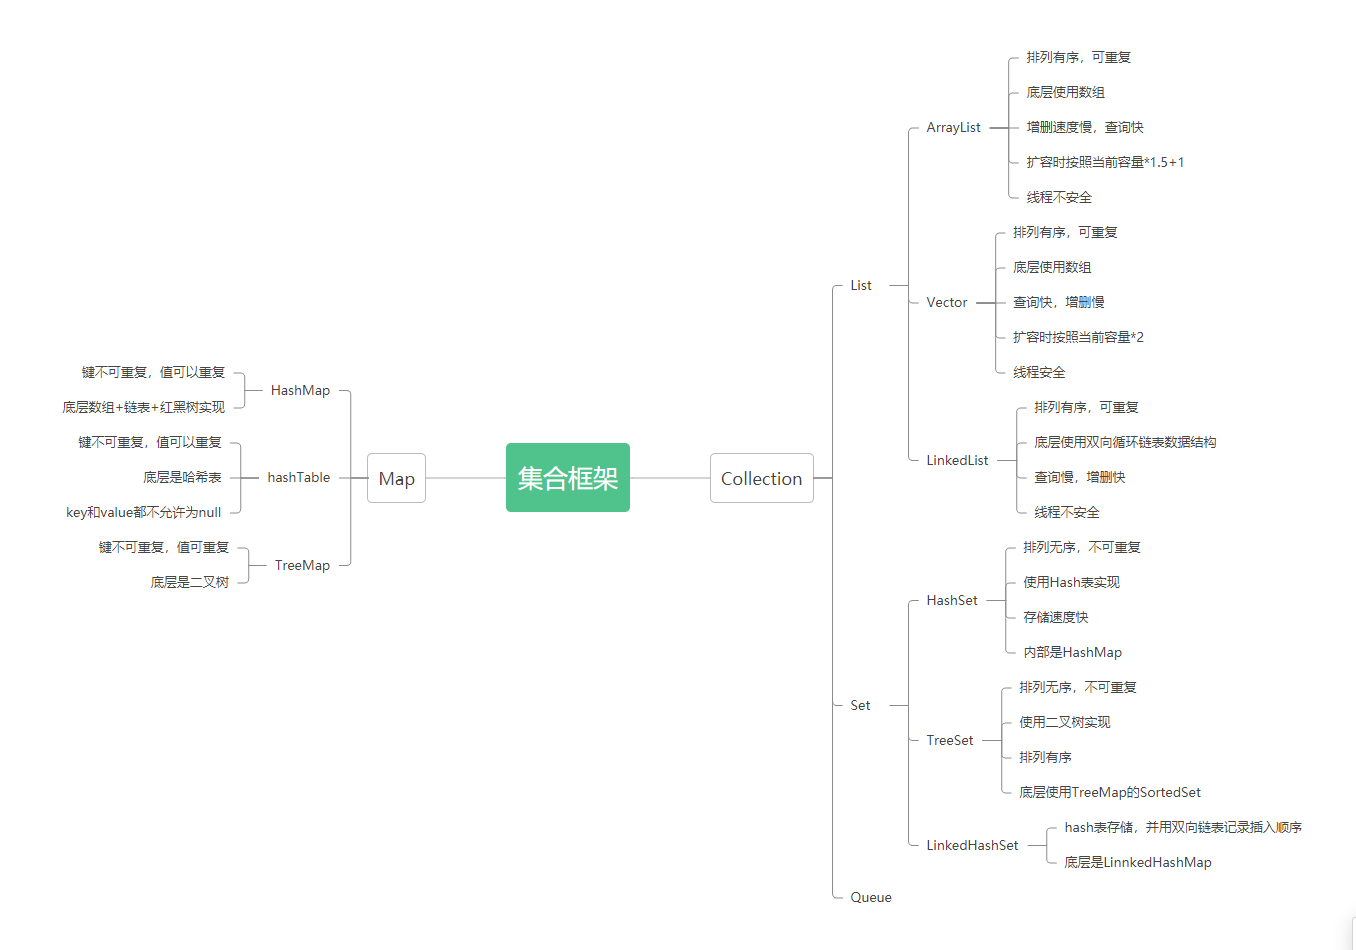 集合框架
Map
HashMap
键不可重复，值可以重复
底层数组+链表+红黑树实现
hashTable
键不可重复，值可以重复
底层是哈希表
key和value都不允许为null
TreeMap
键不可重复，值可重复
底层是二叉树
Collection
List
ArrayList
排列有序，可重复
底层使用数组
增删速度慢，查询快
扩容时按照当前容量*1.5+1
线程不安全
Vector
排列有序，可重复
底层使用数组
查询快，增删慢
扩容时按照当前容量*2
线程安全
LinkedList
排列有序，可重复
底层使用双向循环链表数据结构
查询慢，增删快
线程不安全
Set
HashSet
排列无序，不可重复
使用Hash表实现
存储速度快
内部是HashMap
TreeSet
排列无序，不可重复
使用二叉树实现
排列有序
底层使用TreeMap的SortedSet
LinkedHashSet
hash表存储，并用双向链表记录插入顺序
底层是LinnkedHashMap
Queue